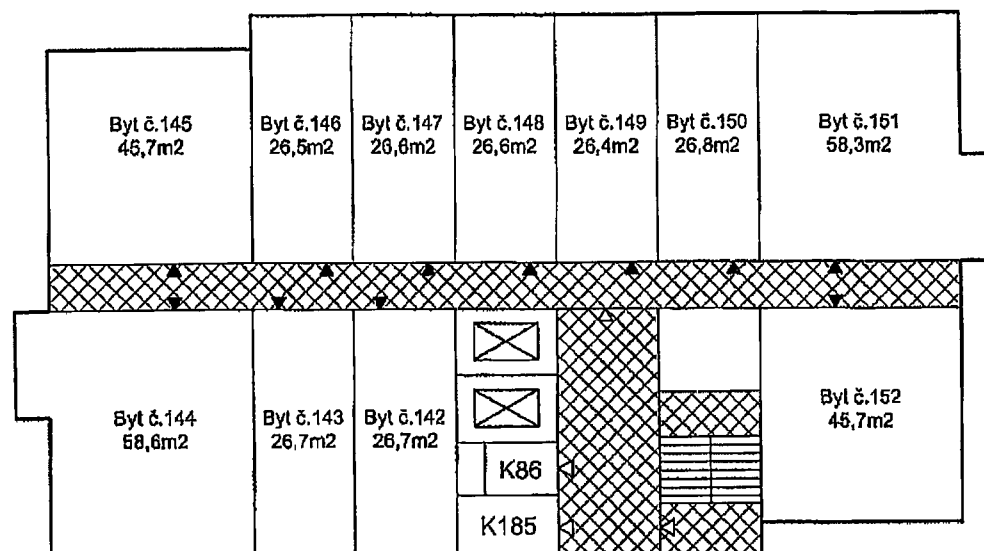 Byt č.145
45,7m2
Byt č.146
26,5m2
Byt č.147
26,6m2
Byt č.148
26,6m2
Byt č.149
26,4m2
Byt č.150
26,8m2
Byt č.151
58,3m2
Byt č.144
58,6m2
Byt č.143
26,7m2
Byt č.142
26,7m2
K86
K185
Byt č.152
45,7m2